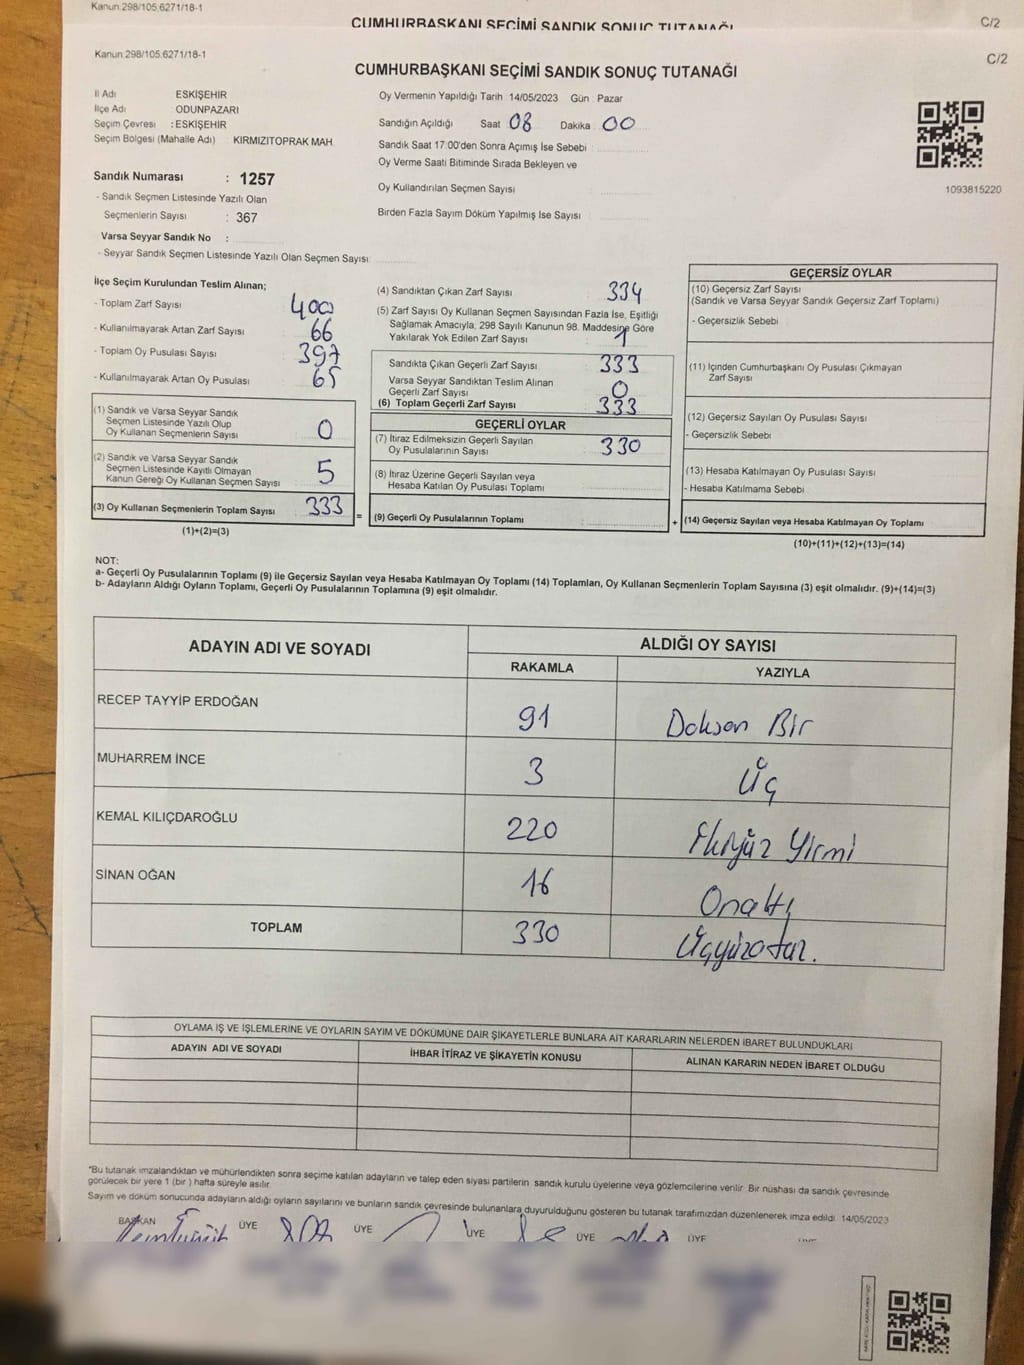 Kanun 298/105.6271/18-1
CUMHURBAŞKANI SEÇİMİ SANDIK SONUÇ TUTANAĞI
C/2
Kanun 298/105.6271/18-1
C/2
CUMHURBAŞKANI SEÇİMİ SANDIK SONUÇ TUTANAĞI
İl Adı ESKİŞEHİR
İlçe Adı ODUNPAZARI
Seçim Çevresi : ESKİŞEHİR
Seçim Bölgesi (Mahalle Adı) KIRMIZITOPRAK MAH.
Oy Vermenin Yapıldığı Tarih 14/05/2023 Gün Pazar
Sandığın Açıldığı Saat 08 Dakika 00
Sandık Saat 17:00'den Sonra Açımış İse Sebebi :
Oy Verme Saati Bitiminde Sırada Bekleyen ve
Oy Kullandırılan Seçmen Sayısı :
Birden Fazla Sayım Döküm Yapılmış İse Sayısı :
1093815220
Sandık Numarası : 1257
- Sandık Seçmen Listesinde Yazılı Olan
Seçmenlerin Sayısı : 367
Varsa Seyyar Sandık No :
- Seyyar Sandık Seçmen Listesinde Yazılı Olan Seçmen Sayısı
İlçe Seçim Kurulundan Teslim Alınan;
- Toplam Zarf Sayısı 400
- Kullanılmayarak Artan Zarf Sayısı 66
- Toplam Oy Pusulası Sayısı 397
- Kullanılmayarak Artan Oy Pusulası 65
(1) Sandık ve Varsa Seyyar Sandık
Seçmen Listesinde Yazılı Olup
Oy Kullanan Seçmenlerin Sayısı 0
(2) Sandık ve Varsa Seyyar Sandık
Seçmen Listesinde Kayıtlı Olmayan
Kanun Gereği Oy Kullanan Seçmen Sayısı 5
(3) Oy Kullanan Seçmenlerin Toplam Sayısı 333
(1)+(2)=(3)
(4) Sandıktan Çıkan Zarf Sayısı 334
(5) Zarf Sayısı Oy Kullanan Seçmen Sayısından Fazla İse, Eşitliği
Sağlamak Amacıyla, 298 Sayılı Kanunun 98. Maddesine Göre
Yakılarak Yok Edilen Zarf Sayısı 1
Sandıkta Çıkan Geçerli Zarf Sayısı 333
Varsa Seyyar Sandıktan Teslim Alınan
Geçerli Zarf Sayısı 0
(6) Toplam Geçerli Zarf Sayısı 333
GEÇERLİ OYLAR
(7) İtiraz Edilmeksizin Geçerli Sayılan
Oy Pusulalarının Sayısı 330
(8) İtiraz Üzerine Geçerli Sayılan veya
Hesaba Katılan Oy Pusulası Toplamı
= (9) Geçerli Oy Pusulalarının Toplamı :
GEÇERSİZ OYLAR
(10) Geçersiz Zarf Sayısı
(Sandık ve Varsa Seyyar Sandık Geçersiz Zarf Toplamı)
- Geçersizlik Sebebi :
(11) İçinden Cumhurbaşkanı Oy Pusulası Çıkmayan
Zarf Sayısı
(12) Geçersiz Sayılan Oy Pusulası Sayısı
- Geçersizlik Sebebi
(13) Hesaba Katılmayan Oy Pusulası Sayısı
- Hesaba Katılmama Sebebi
+ (14) Geçersiz Sayılan veya Hesaba Katılmayan Oy Toplamı
(10)+(11)+(12)+(13)=(14)
NOT:
a- Geçerli Oy Pusulalarının Toplamı (9) ile Geçersiz Sayılan veya Hesaba Katılmayan Oy Toplamı (14) Toplamları, Oy Kullanan Seçmenlerin Toplam Sayısına (3) eşit olmalıdır. (9)+(14)=(3)
b- Adayların Aldığı Oyların Toplamı, Geçerli Oy Pusulalarının Toplamına (9) eşit olmalıdır.
ADAYIN ADI VE SOYADI
ALDIĞI OY SAYISI
RAKAMLA YAZIYLA
RECEP TAYYİP ERDOĞAN 91 Doksan Bir
MUHARREM İNCE 3 Üç
KEMAL KILIÇDAROĞLU 220 İkiyüz Yirmi
SİNAN OĞAN 16 Onaltı
TOPLAM 330 Üçyüzotuz.
OYLAMA İŞ VE İŞLEMLERİNE VE OYLARIN SAYIM VE DÖKÜMÜNE DAİR ŞİKAYETLERLE BUNLARA AİT KARARLARIN NELERDEN İBARET BULUNDUKLARI
ADAYIN ADI VE SOYADI İHBAR İTİRAZ VE ŞİKAYETİN KONUSU ALINAN KARARIN NEDEN İBARET OLDUĞU
*Bu tutanak imzalandıktan ve mühürlendikten sonra seçime katılan adayların ve talep eden siyasi partilerin sandık kurulu üyelerine veya gözlemcilerine verilir. Bir nüshası da sandık çevresinde
görülecek bir yere 1 (bir ) hafta süreyle asılır.
Sayım ve döküm sonucunda adayların aldığı oyların sayılarını ve bunların sandık çevresinde bulunanlara duyurulduğunu gösteren bu tutanak tarafımızdan düzenlenerek imza edildi. 14/05/2023
BAŞKAN ÜYE ÜYE ÜYE ÜYE ÜYE